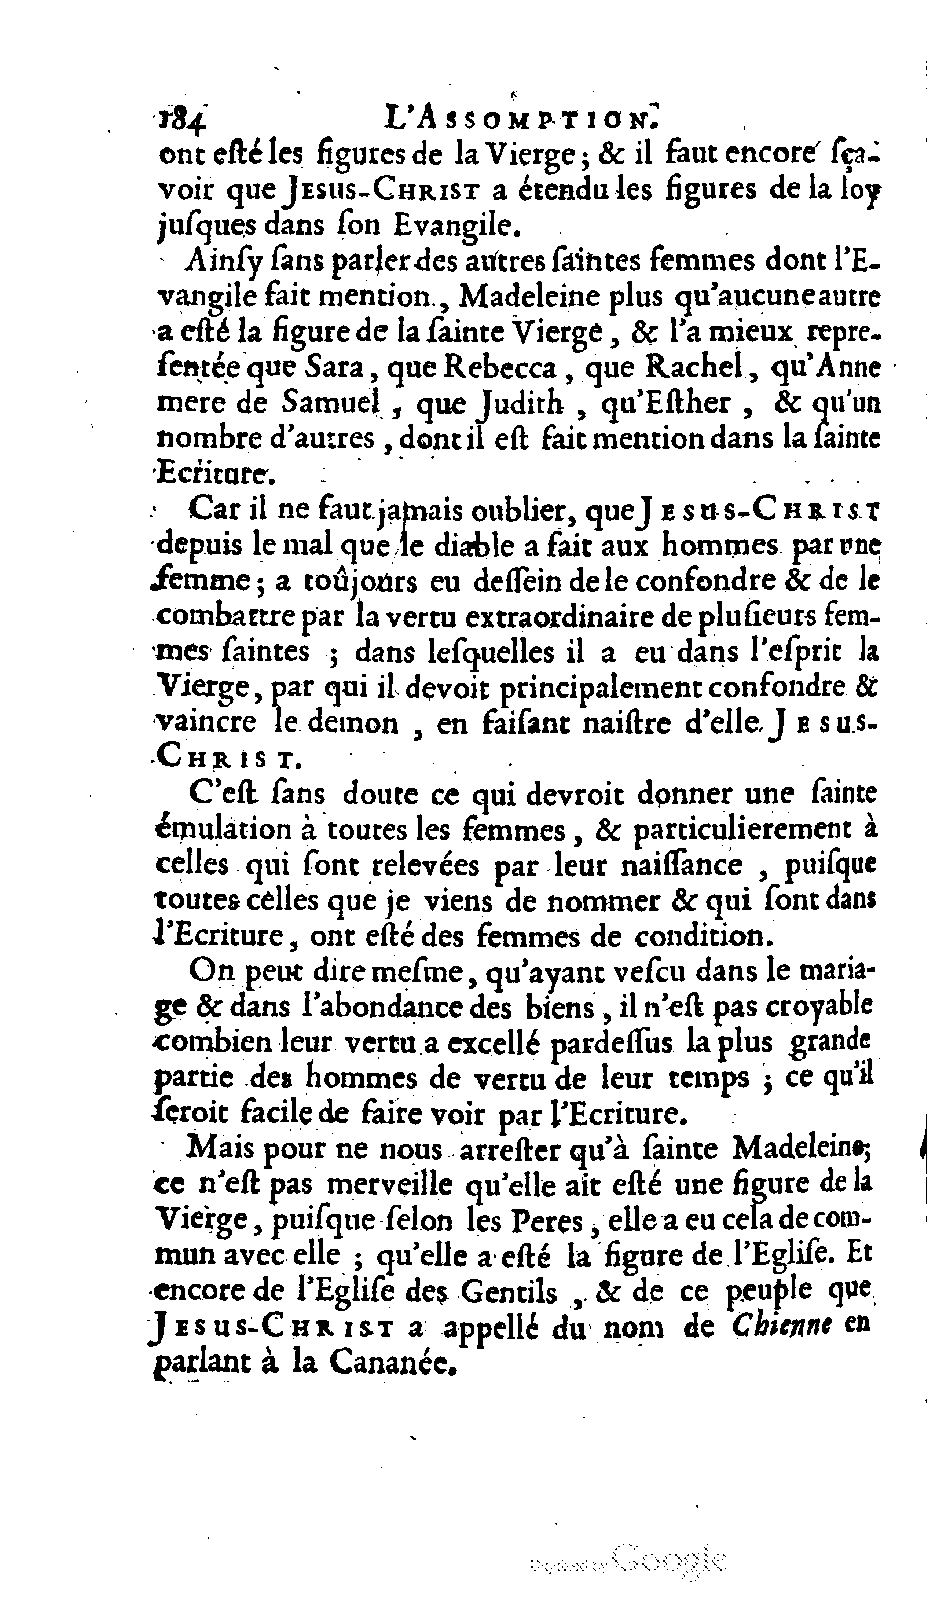 184 L'ASSOMPTION.
ont eſté les figures de la Vierge ; & il faut encore ſça-
voir que JESUS-CHRIST a étendu les figures de la loy
juſques dans ſon Evangile.
Ainſy ſans parler des autres ſaintes femmes dont l'E-
vangile fait mention, Madeleine plus qu'aucune autre
a eſté la figure de la ſainte Vierge, & l'a mieux repre-
ſentée que Sara, que Rebecca, que Rachel, qu'Anne
mere de Samuel, que Judith, qu'Eſther, & qu'un
nombre d'autres, dont il eſt fait mention dans la ſainte
Ecriture.
Car il ne faut jamais oublier, que JESUS-CHRIST
depuis le mal que le diable a fait aux hommes par une
femme ; a toûjours eu deſſein de le confondre & de le
combattre par la vertu extraordinaire de pluſieurs fem-
mes ſaintes ; dans leſquelles il a eu dans l'eſprit la
Vierge, par qui il devoit principalement confondre &
vaincre le demon, en faiſant naiſtre d'elle JESUS-
CHRIST.
C'eſt ſans doute ce qui devroit donner une ſainte
émulation à toutes les femmes, & particulierement à
celles qui ſont relevées par leur naiſſance, puiſque
toutes celles que je viens de nommer & qui ſont dans
l'Ecriture, ont eſté des femmes de condition.
On peut dire meſme, qu'ayant veſcu dans le maria-
ge & dans l'abondance des biens, il n'eſt pas croyable
combien leur vertu a excellé pardeſſus la plus grande
partie des hommes de vertu de leur temps ; ce qu'il
ſeroit facile de faire voir par l'Ecriture.
Mais pour ne nous arreſter qu'à ſainte Madeleine ;
ce n'eſt pas merveille qu'elle ait eſté une figure de la
Vierge, puiſque ſelon les Peres, elle a eu cela de com-
mun avec elle ; qu'elle a eſté la figure de l'Egliſe. Et
encore de l'Egliſe des Gentils, & de ce peuple que
JESUS-CHRIST a appellé du nom de Chienne en
parlant à la Cananée.
Digitized by Google